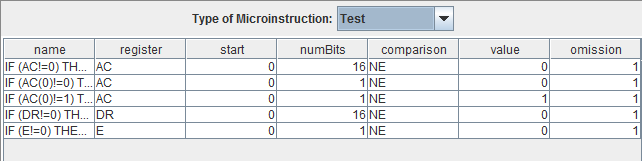 Type of Microinstruction: Test
name register start numBits comparison value omission
IF (AC!=0) TH... AC 0 16 NE 0 1
IF (AC(0)!=0) T... AC 0 1 NE 0 1
IF (AC(0)!=1) T... AC 0 1 NE 1 1
IF (DR!=0) TH... DR 0 16 NE 0 1
IF (E!=0) THE... E 0 1 NE 0 1